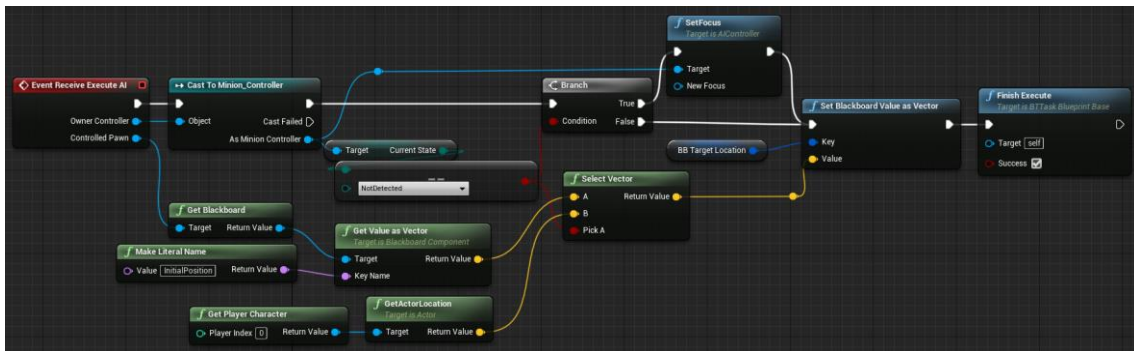 SetFocus
Target is AIController
Target
New Focus
Event Receive Execute AI
Owner Controller
Controlled Pawn
Cast To Minion_Controller
Object
Cast Failed
As Minion Controller
Branch
True
Condition
False
Set Blackboard Value as Vector
Key
Value
Finish Execute
Target is BTTask Blueprint Base
Target self
Success
Target Current State
==
NotDetected
BB Target Location
Select Vector
A Return Value
B
Pick A
Get Blackboard
Target Return Value
Get Value as Vector
Target is Blackboard Component
Target Return Value
Key Name
Make Literal Name
Value InitialPosition Return Value
Get Player Character
Player Index 0 Return Value
GetActorLocation
Target is Actor
Target Return Value